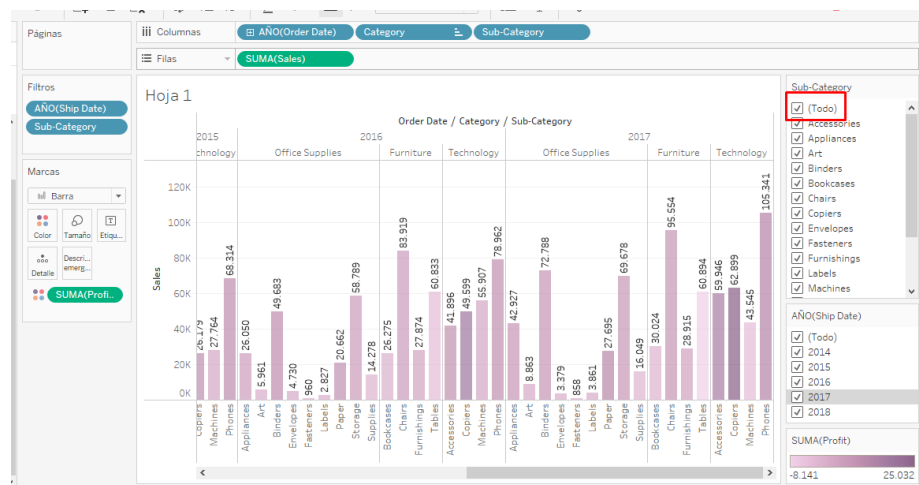 Páginas
iii Columnas
AÑO(Order Date)
Category
Sub-Category
Filas
SUMA(Sales)
Filtros
AÑO(Ship Date)
Sub-Category
Marcas
Barra
Color
Tamaño
Etiqu...
Detalle
Descri...
emerg...
SUMA(Profi..
Hoja 1
Order Date / Category / Sub-Category
2015
2016
2017
chnology
Office Supplies
Furniture
Technology
Office Supplies
Furniture
Technology
Sales
120K
100K
80K
60K
40K
20K
0K
26.179
27.764
68.314
26.050
5.961
49.683
4.730
960
2.827
20.662
58.789
14.278
26.275
83.919
27.874
60.833
41.896
49.599
55.907
78.962
42.927
8.863
72.788
3.379
858
3.861
27.695
69.678
16.049
30.024
95.554
28.915
60.894
59.946
62.899
43.545
105.341
Copiers
Machines
Phones
Appliances
Art
Binders
Envelopes
Fasteners
Labels
Paper
Storage
Supplies
Bookcases
Chairs
Furnishings
Tables
Accessories
Copiers
Machines
Phones
Appliances
Art
Binders
Envelopes
Fasteners
Labels
Paper
Storage
Supplies
Bookcases
Chairs
Furnishings
Tables
Accessories
Copiers
Machines
Phones
Sub-Category
(Todo)
Accessories
Appliances
Art
Binders
Bookcases
Chairs
Copiers
Envelopes
Fasteners
Furnishings
Labels
Machines
AÑO(Ship Date)
(Todo)
2014
2015
2016
2017
2018
SUMA(Profit)
-8.141
25.032